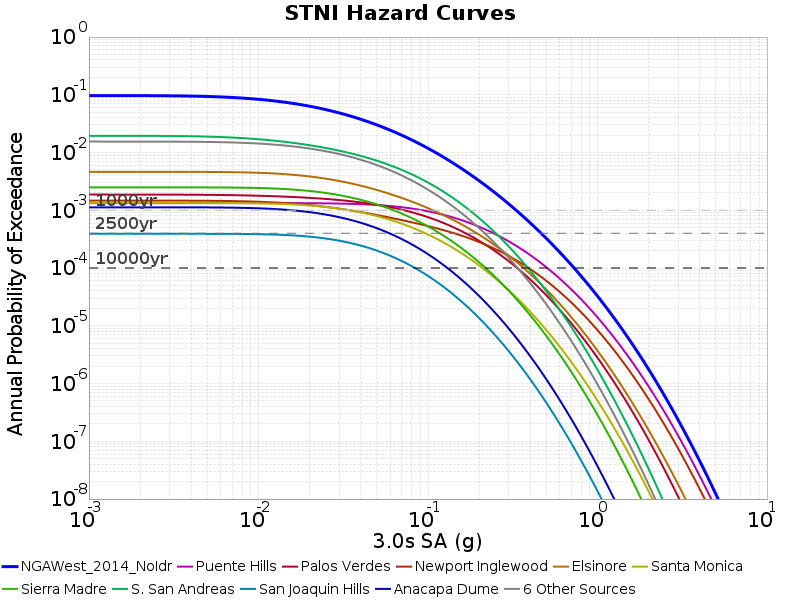 STNI Hazard Curves
10^0
10^-1
10^-2
10^-3
10^-4
10^-5
10^-6
10^-7
10^-8
1000yr
2500yr
10000yr
Annual Probability of Exceedance
10^-3 10^-2 10^-1 10^0 10^1
3.0s SA (g)
NGAWest_2014_NoIdr Puente Hills Palos Verdes Newport Inglewood Elsinore Santa Monica
Sierra Madre S. San Andreas San Joaquin Hills Anacapa Dume 6 Other Sources